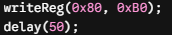 writeReg(0x80, 0xB0);
delay(50);